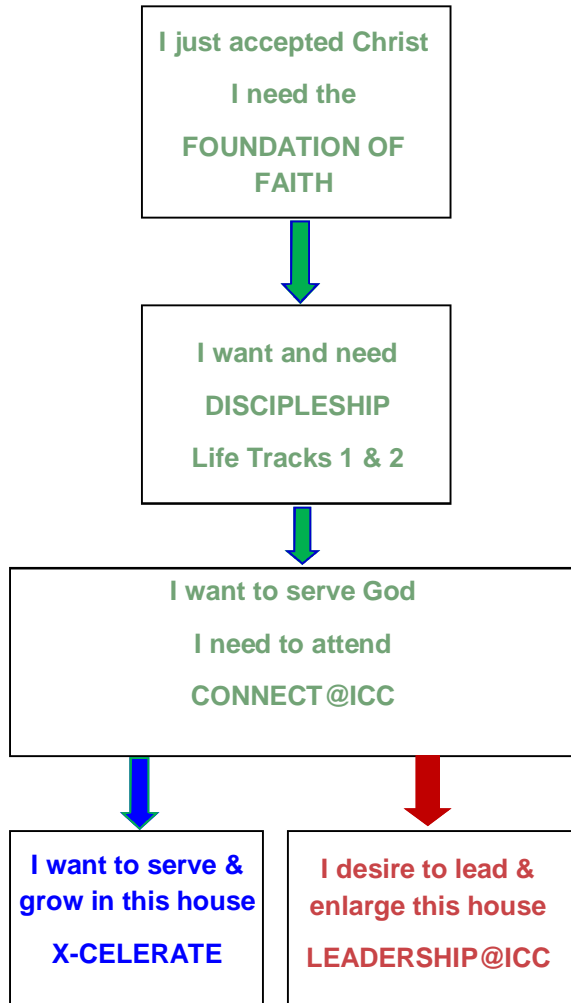 I just accepted Christ
I need the
FOUNDATION OF
FAITH
I want and need
DISCIPLESHIP
Life Tracks 1 & 2
I want to serve God
I need to attend
CONNECT@ICC
I want to serve &
grow in this house
X-CELERATE
I desire to lead &
enlarge this house
LEADERSHIP@ICC